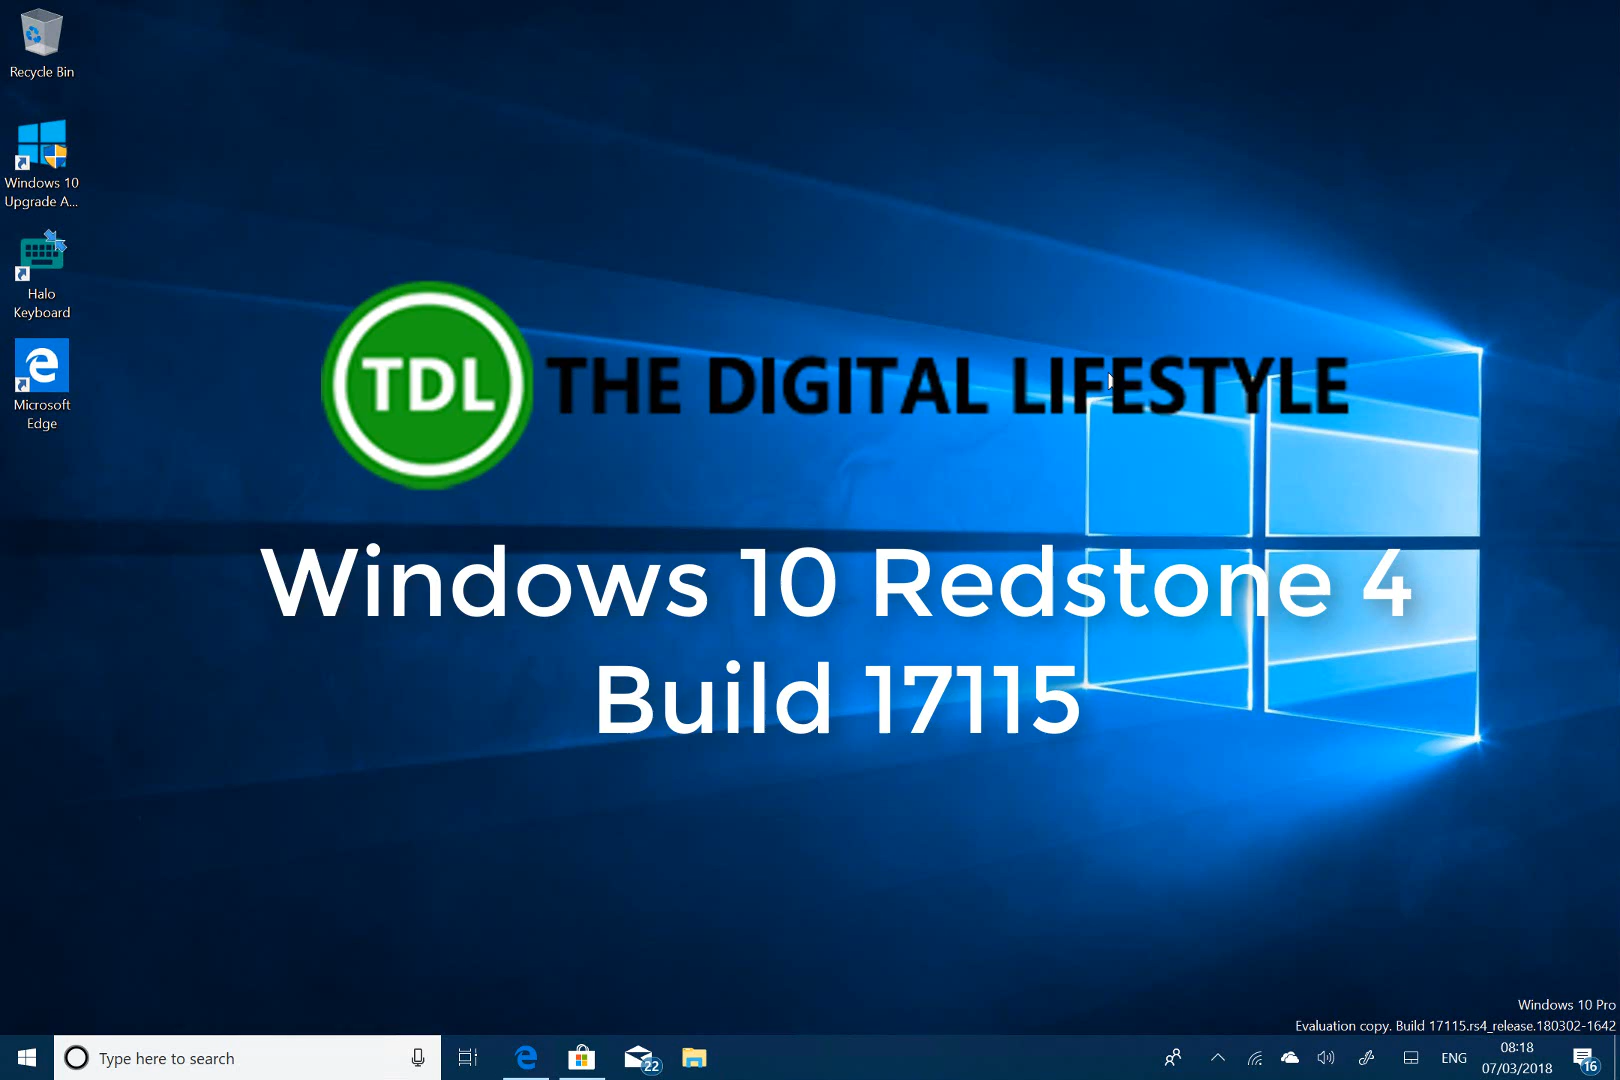 Recycle Bin
Windows 10
Upgrade A...
Halo
Keyboard
Microsoft
Edge
TDL THE DIGITAL LIFESTYLE
Windows 10 Redstone 4
Build 17115
Windows 10 Pro
Evaluation copy. Build 17115.rs4_release.180302-1642
Type here to search
22
ENG
08:18
07/03/2018
16